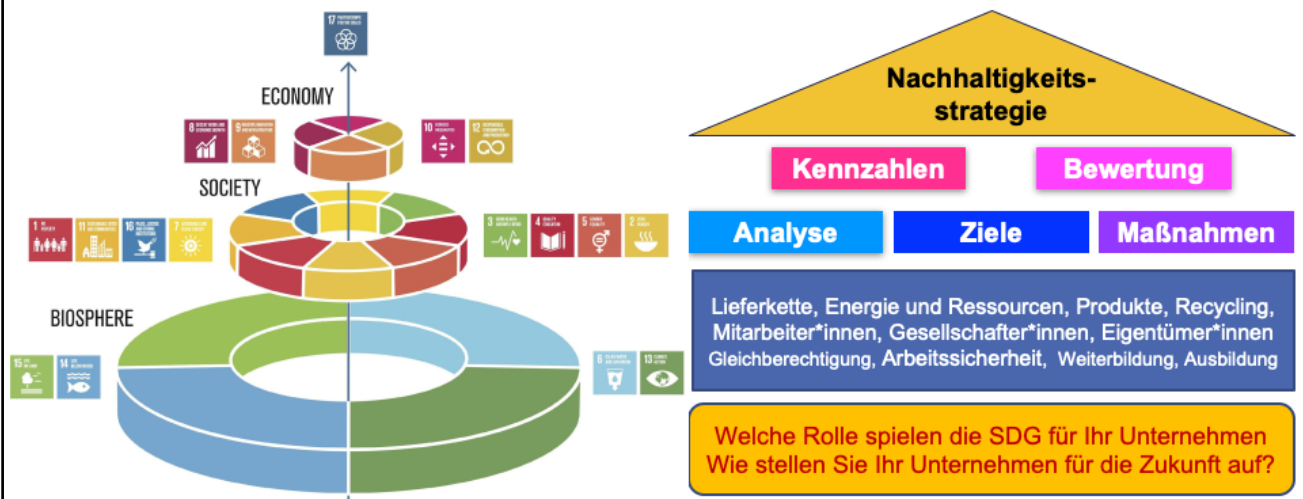 17 PARTNERSHIPS
FOR THE GOALS
ECONOMY
8 DECENT WORK AND
ECONOMIC GROWTH
9 INDUSTRY, INNOVATION
AND INFRASTRUCTURE
10 REDUCED
INEQUALITIES
12 RESPONSIBLE
CONSUMPTION
AND PRODUCTION
SOCIETY
1 NO
POVERTY
11 SUSTAINABLE CITIES
AND COMMUNITIES
16 PEACE, JUSTICE
AND STRONG
INSTITUTIONS
7
3 GOOD HEALTH
AND WELL-BEING
4 QUALITY
EDUCATION
5 GENDER
EQUALITY
2 ZERO
HUNGER
BIOSPHERE
15 LIFE
ON LAND
14 LIFE
BELOW WATER
6 CLEAN WATER
AND SANITATION
13 CLIMATE
ACTION
Nachhaltigkeits-
strategie
Kennzahlen
Bewertung
Analyse
Ziele
Maßnahmen
Lieferkette, Energie und Ressourcen, Produkte, Recycling,
Mitarbeiter*innen, Gesellschafter*innen, Eigentümer*innen
Gleichberechtigung, Arbeitssicherheit, Weiterbildung, Ausbildung
Welche Rolle spielen die SDG für Ihr Unternehmen
Wie stellen Sie Ihr Unternehmen für die Zukunft auf?